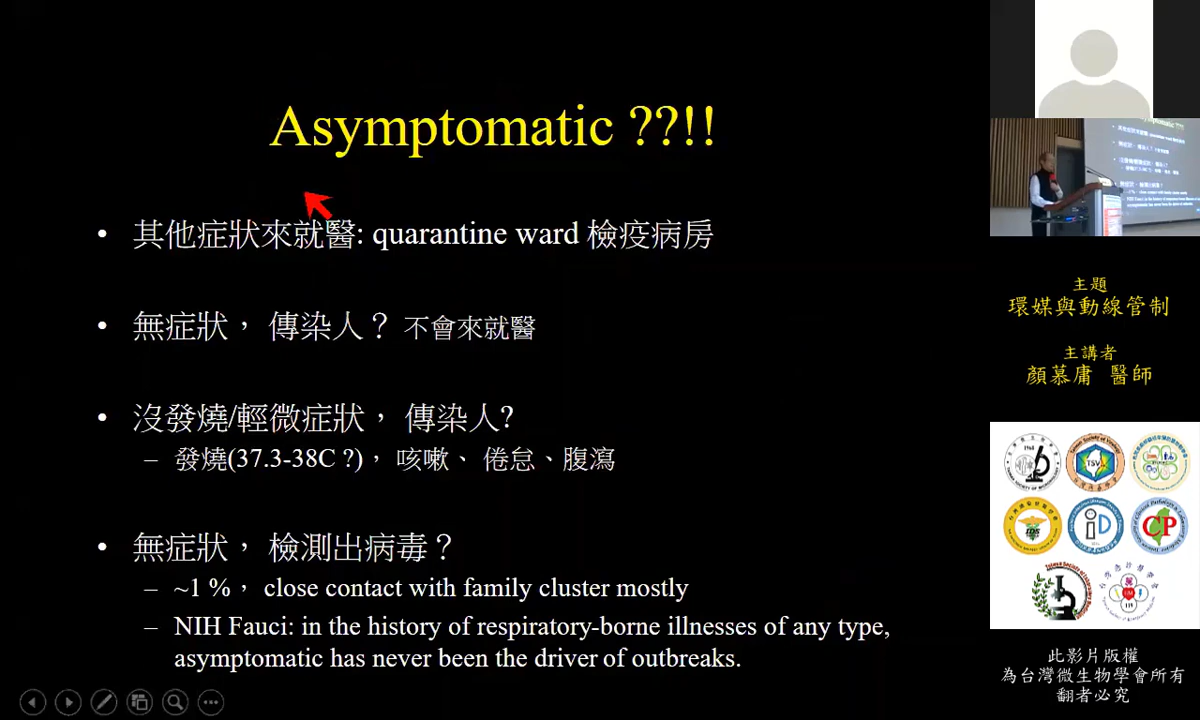 Asymptomatic ??!!
• 其他症狀來就醫: quarantine ward 檢疫病房
• 無症狀， 傳染人？ 不會來就醫
• 沒發燒/輕微症狀， 傳染人?
– 發燒(37.3-38C ?)， 咳嗽、 倦怠、腹瀉
• 無症狀， 檢測出病毒？
– ~1 %， close contact with family cluster mostly
– NIH Fauci: in the history of respiratory-borne illnesses of any type,
asymptomatic has never been the driver of outbreaks.
主題
環媒與動線管制
主講者
顏慕庸 醫師
TSV
iD
CP
此影片版權
為台灣微生物學會所有
翻者必究